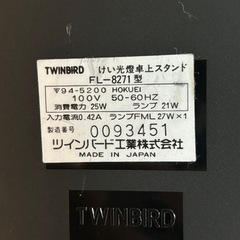 TWINBIRD けい光燈卓上スタンド
FL-8271型
〒94-5200 HOKUEI
100V 50-60HZ
消費電力 25W ランプ 21W
入力電流0.42A ランプFML27W×1
製造番号 0093451
ツインバード工業株式会社
MADE IN JAPAN
TWINBIRD